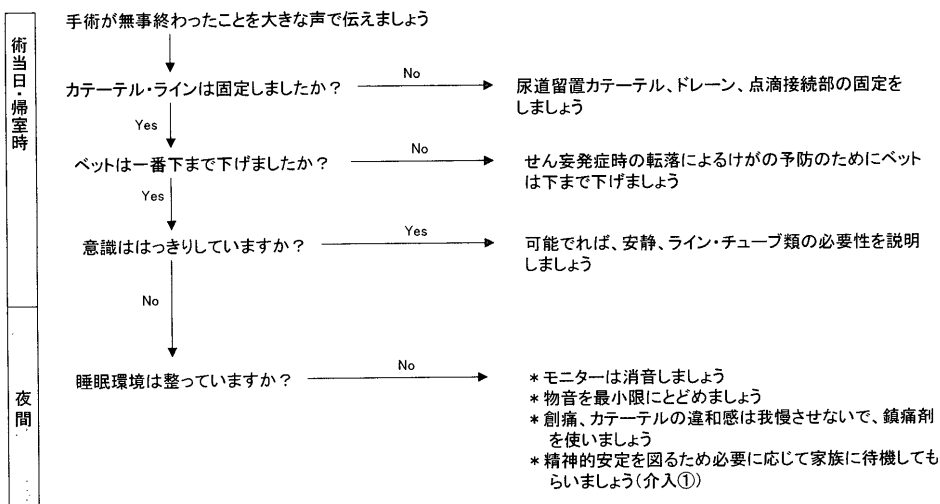 術当日・帰室時
手術が無事終わったことを大きな声で伝えましょう
カテーテル・ラインは固定しましたか？
No
尿道留置カテーテル、ドレーン、点滴接続部の固定を
しましょう
Yes
ベットは一番下まで下げましたか？
No
せん妄発症時の転落によるけがの予防のためにベット
は下まで下げましょう
Yes
意識ははっきりしていますか？
Yes
可能でれば、安静、ライン・チューブ類の必要性を説明
しましょう
No
夜間
睡眠環境は整っていますか？
No
＊モニターは消音しましょう
＊物音を最小限にとどめましょう
＊創痛、カテーテルの違和感は我慢させないで、鎮痛剤
を使いましょう
＊精神的安定を図るため必要に応じて家族に待機しても
らいましょう（介入①）